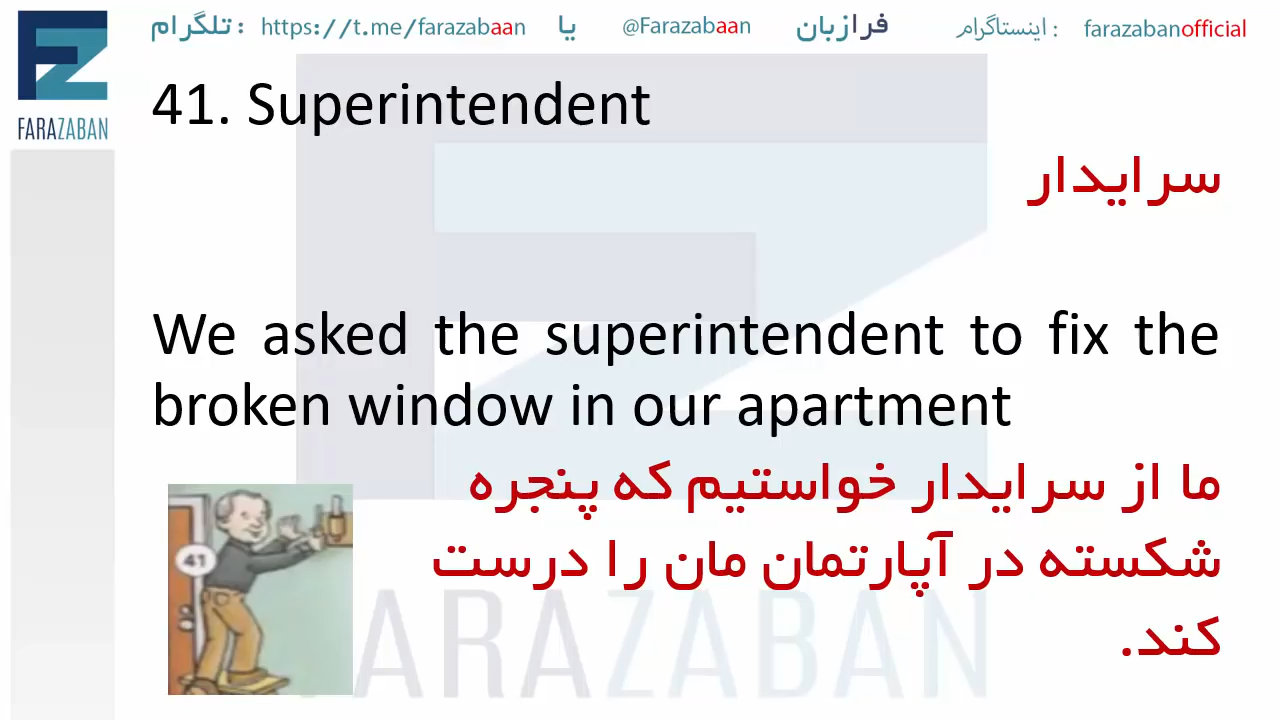 تلگرام : https://t.me/farazabaan یا @Farazabaan فرازبان اینستاگرام : farazabanofficial
FZ
FARAZABAN
41. Superintendent
سرایدار
We asked the superintendent to fix the
broken window in our apartment
ما از سرایدار خواستیم که پنجره
شکسته در آپارتمان مان را درست
کند.
41
FARAZABAN